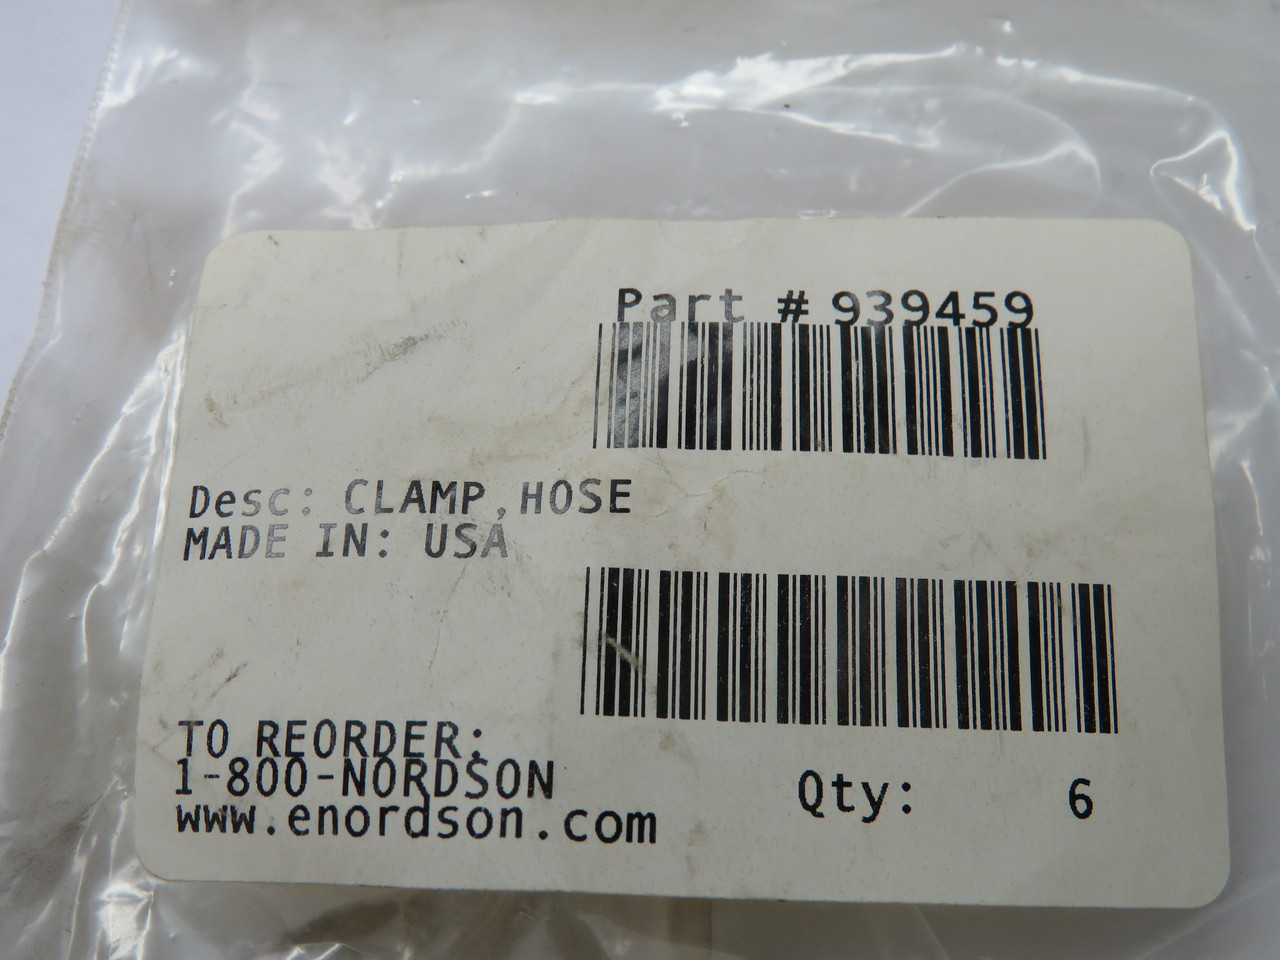 Part # 939459
Desc: CLAMP,HOSE
MADE IN: USA
TO REORDER:
1-800-NORDSON
www.enordson.com
Qty: 6